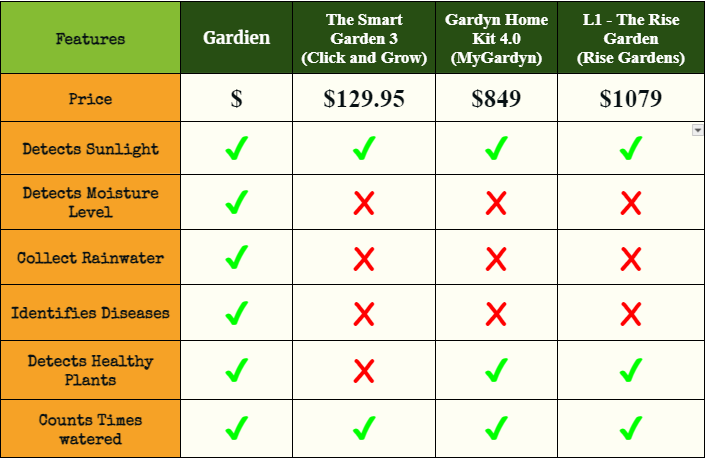 Features
Gardien
The Smart
Garden 3
(Click and Grow)
Gardyn Home
Kit 4.0
(MyGardyn)
L1 - The Rise
Garden
(Rise Gardens)
Price
$
$129.95
$849
$1079
Detects Sunlight
Detects Moisture
Level
Collect Rainwater
Identifies Diseases
Detects Healthy
Plants
Counts Times
watered